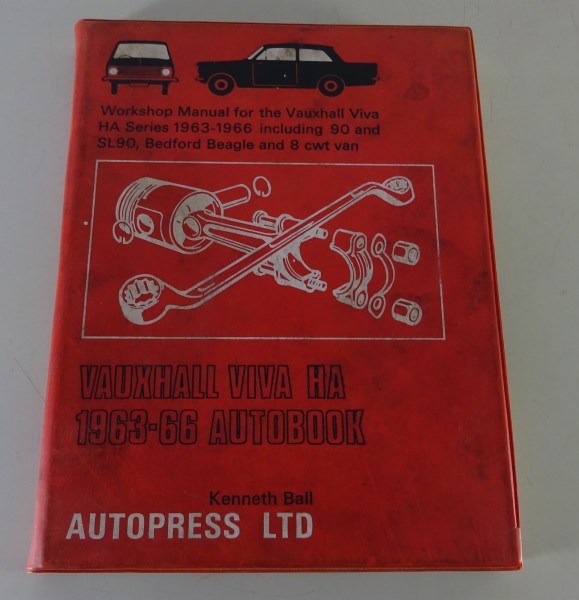 Workshop Manual for the Vauxhall Viva
HA Series 1963-1966 including 90 and
SL90, Bedford Beagle and 8 cwt van
VAUXHALL VIVA HA
1963-66 AUTOBOOK
Kenneth Ball
AUTOPRESS LTD